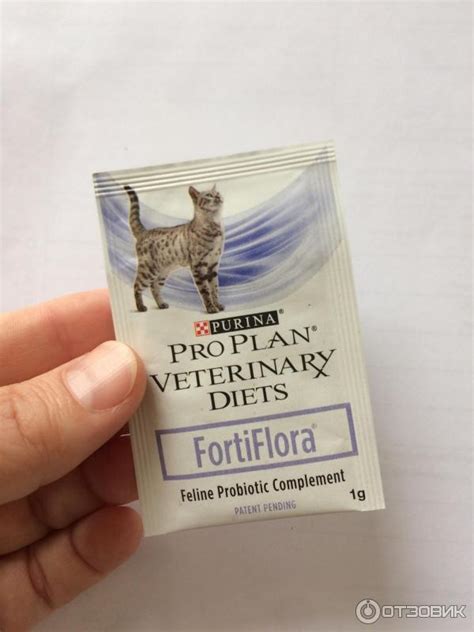 PURINA®
PRO PLAN®
VETERINARY
DIETS
FortiFlora®
Feline Probiotic Complement
1g
PATENT PENDING
ОТЗОВИК